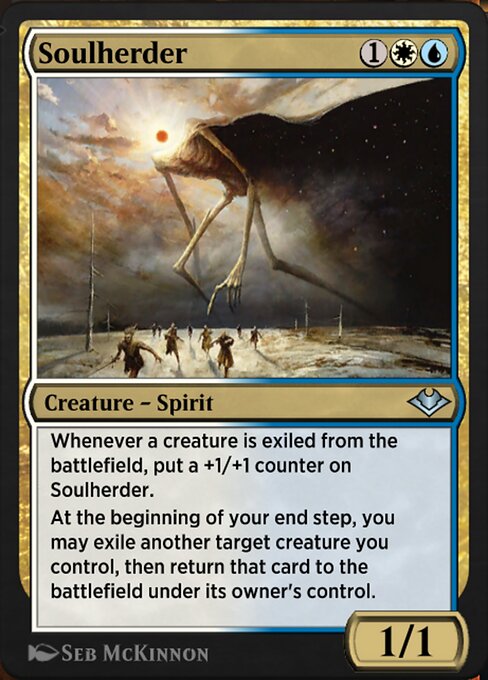 Soulherder 1
Creature – Spirit
Whenever a creature is exiled from the
battlefield, put a +1/+1 counter on
Soulherder.
At the beginning of your end step, you
may exile another target creature you
control, then return that card to the
battlefield under its owner's control.
1/1
Seb McKinnon